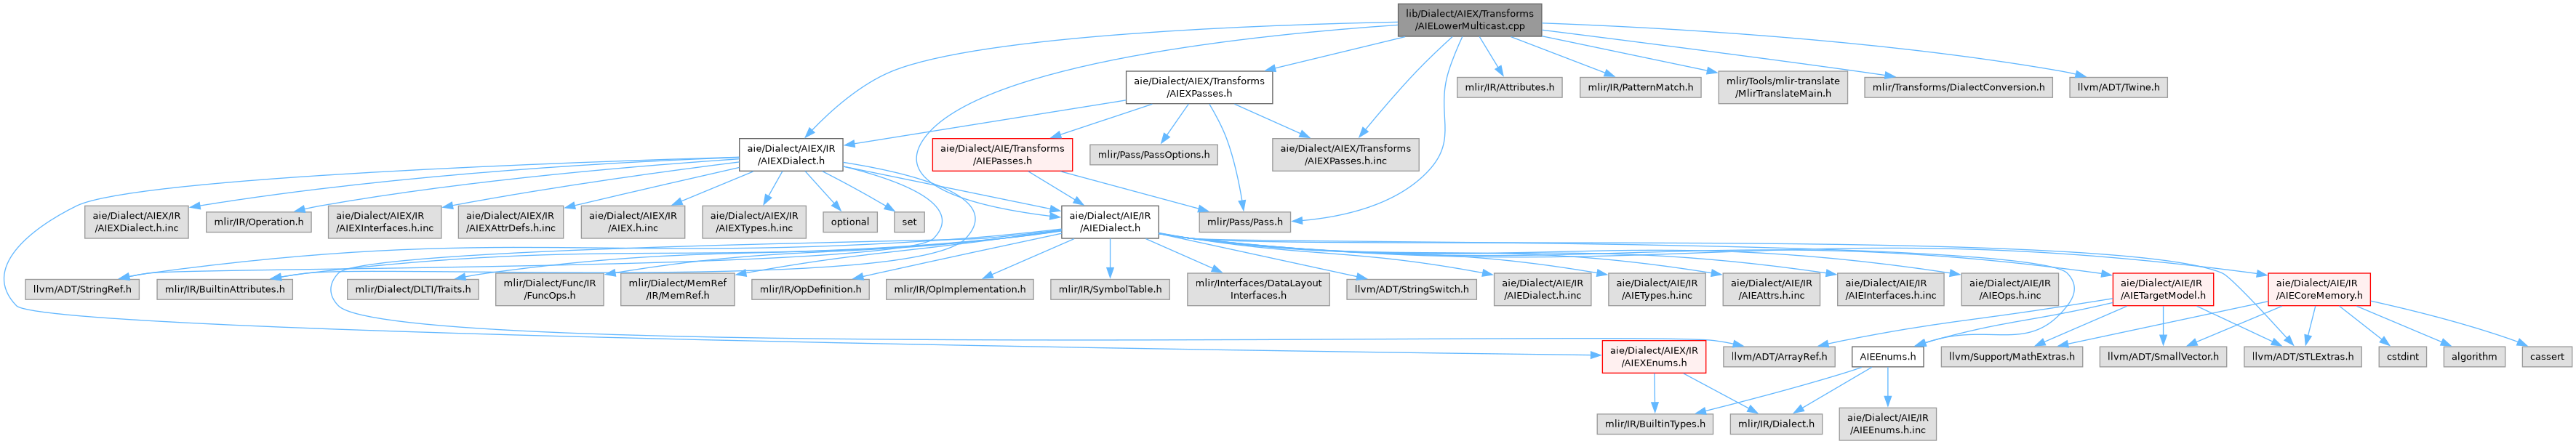 lib/Dialect/AIEX/Transforms
/AIELowerMulticast.cpp
aie/Dialect/AIEX/Transforms
/AIEXPasses.h
mlir/IR/Attributes.h
mlir/IR/PatternMatch.h
mlir/Tools/mlir-translate
/MlirTranslateMain.h
mlir/Transforms/DialectConversion.h
llvm/ADT/Twine.h
aie/Dialect/AIEX/IR
/AIEXDialect.h
aie/Dialect/AIE/Transforms
/AIEPasses.h
mlir/Pass/PassOptions.h
aie/Dialect/AIEX/Transforms
/AIEXPasses.h.inc
aie/Dialect/AIEX/IR
/AIEXDialect.h.inc
mlir/IR/Operation.h
aie/Dialect/AIEX/IR
/AIEXInterfaces.h.inc
aie/Dialect/AIEX/IR
/AIEXAttrDefs.h.inc
aie/Dialect/AIEX/IR
/AIEX.h.inc
aie/Dialect/AIEX/IR
/AIEXTypes.h.inc
optional
set
aie/Dialect/AIE/IR
/AIEDialect.h
mlir/Pass/Pass.h
llvm/ADT/StringRef.h
mlir/IR/BuiltinAttributes.h
mlir/Dialect/DLTI/Traits.h
mlir/Dialect/Func/IR
/FuncOps.h
mlir/Dialect/MemRef
/IR/MemRef.h
mlir/IR/OpDefinition.h
mlir/IR/OpImplementation.h
mlir/IR/SymbolTable.h
mlir/Interfaces/DataLayout
Interfaces.h
llvm/ADT/StringSwitch.h
aie/Dialect/AIE/IR
/AIEDialect.h.inc
aie/Dialect/AIE/IR
/AIETypes.h.inc
aie/Dialect/AIE/IR
/AIEAttrs.h.inc
aie/Dialect/AIE/IR
/AIEInterfaces.h.inc
aie/Dialect/AIE/IR
/AIEOps.h.inc
aie/Dialect/AIE/IR
/AIETargetModel.h
aie/Dialect/AIE/IR
/AIECoreMemory.h
aie/Dialect/AIEX/IR
/AIEXEnums.h
llvm/ADT/ArrayRef.h
AIEEnums.h
llvm/Support/MathExtras.h
llvm/ADT/SmallVector.h
llvm/ADT/STLExtras.h
cstdint
algorithm
cassert
mlir/IR/BuiltinTypes.h
mlir/IR/Dialect.h
aie/Dialect/AIE/IR
/AIEEnums.h.inc